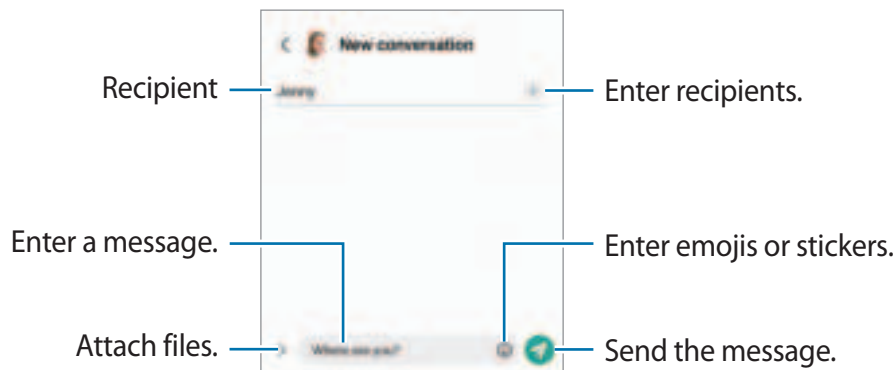 New conversation
Recipient
Jenny
Enter recipients.
Enter a message.
Enter emojis or stickers.
Attach files.
Where are you?
Send the message.